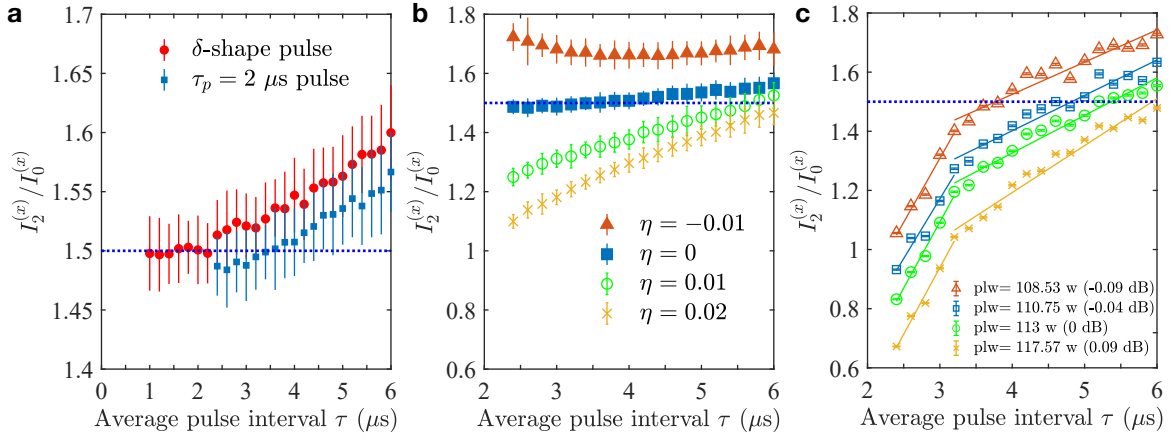 a
δ-shape pulse
τp = 2 μs pulse
I2(x)/I0(x)
1.7
1.65
1.6
1.55
1.5
1.45
1.4
0 1 2 3 4 5 6
Average pulse interval τ (μs)
b
η = −0.01
η = 0
η = 0.01
η = 0.02
I2(x)/I0(x)
1.8
1.6
1.4
1.2
1
0.8
0.6
2 3 4 5 6
Average pulse interval τ (μs)
c
plw= 108.53 w (-0.09 dB)
plw= 110.75 w (-0.04 dB)
plw= 113 w (0 dB)
plw= 117.57 w (0.09 dB)
I2(x)/I0(x)
1.8
1.6
1.4
1.2
1
0.8
0.6
2 3 4 5 6
Average pulse interval τ (μs)